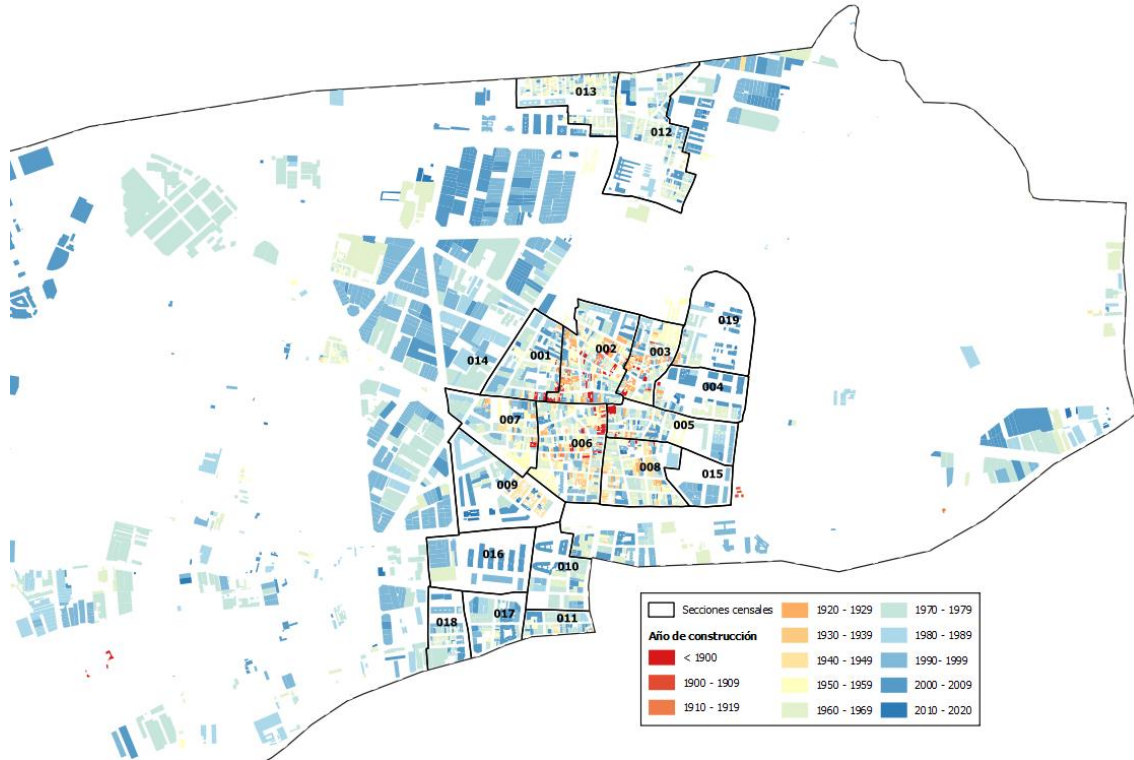 013
012
019
001
002
003
014
004
007
005
006
008
015
009
016
010
018
017
011
Secciones censales
Año de construcción
< 1900
1900 - 1909
1910 - 1919
1920 - 1929
1930 - 1939
1940 - 1949
1950 - 1959
1960 - 1969
1970 - 1979
1980 - 1989
1990 - 1999
2000 - 2009
2010 - 2020